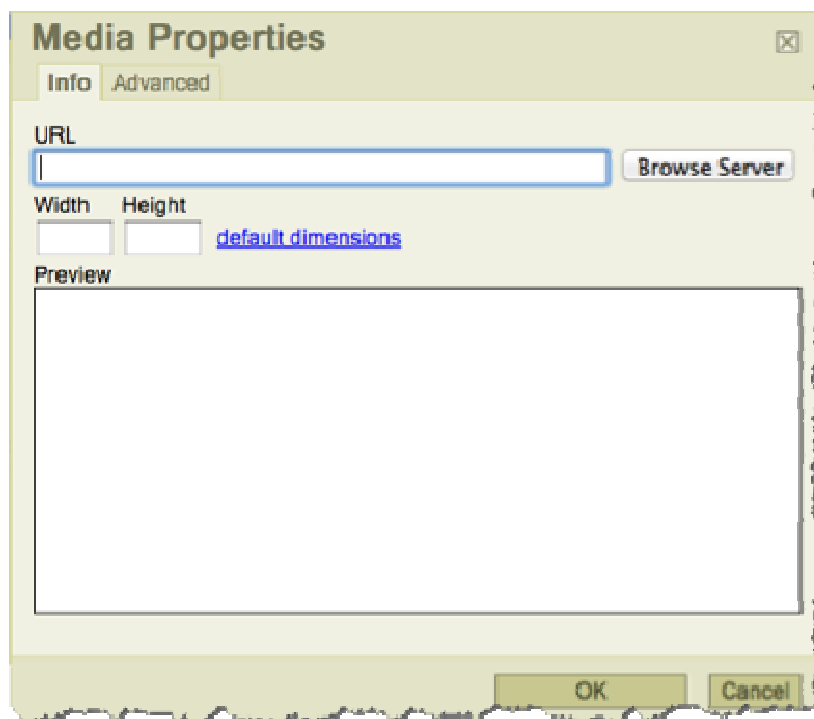 Media Properties
Info Advanced
URL
Browse Server
Width Height
default dimensions
Preview
OK Cancel